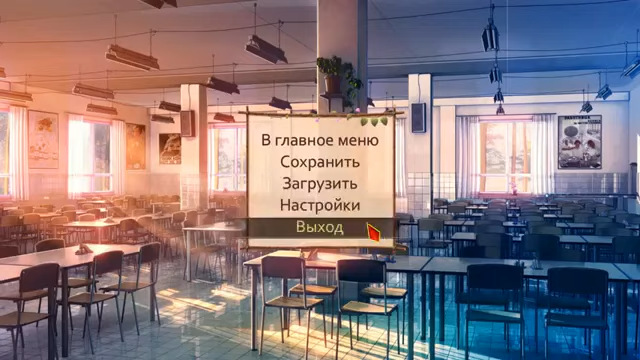 В главное меню
Сохранить
Загрузить
Настройки
Выход